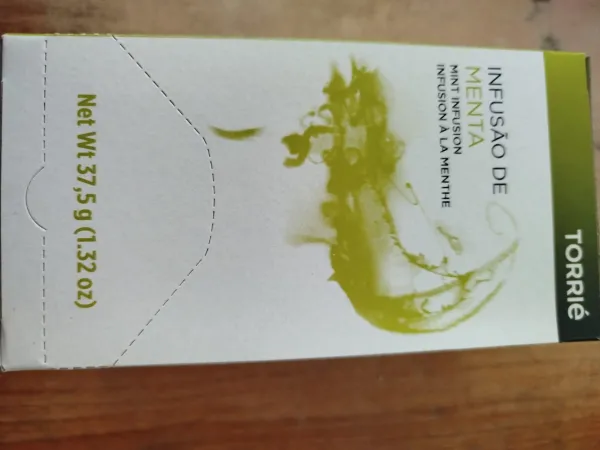 TORRIÉ
INFUSÃO DE
MENTA
MINT INFUSION
INFUSION À LA MENTHE
Net Wt 37,5 g (1.32 oz)